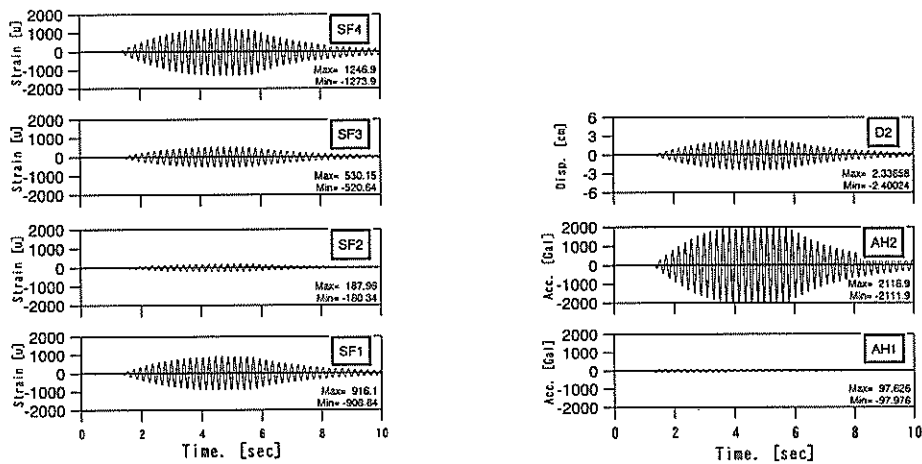 2000
1000
0
-1000
-2000
Strain [u]
SF4
Max= 1246.9
Min= -1273.9
2000
1000
0
-1000
-2000
Strain [u]
SF3
Max= 530.15
Min= -520.64
2000
1000
0
-1000
-2000
Strain [u]
SF2
Max= 187.96
Min= -180.34
2000
1000
0
-1000
-2000
Strain [u]
SF1
Max= 916.1
Min= -906.64
0 2 4 6 8 10
Time. [sec]
6
3
0
-3
-6
Disp. [cm]
D2
Max= 2.33658
Min= -2.40024
2000
1000
0
-1000
-2000
Acc. [Gal]
AH2
Max= 2118.9
Min= -2111.9
2000
1000
0
-1000
-2000
Acc. [Gal]
AH1
Max= 97.626
Min= -97.976
0 2 4 6 8 10
Time. [sec]